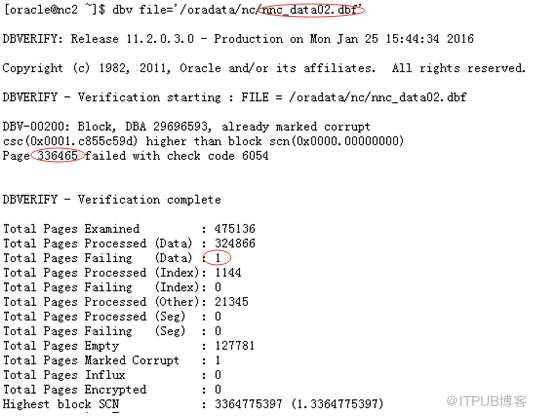 [oracle@nc2 ~]$ dbv file='/oradata/nc/nnc_data02.dbf'
DBVERIFY: Release 11.2.0.3.0 - Production on Mon Jan 25 15:44:34 2016
Copyright (c) 1982, 2011, Oracle and/or its affiliates.  All rights reserved.
DBVERIFY - Verification starting : FILE = /oradata/nc/nnc_data02.dbf
DBV-00200: Block, DBA 29696593, already marked corrupt
csc(0x0001.c855c59d) higher than block scn(0x0000.00000000)
Page 336465 failed with check code 6054
DBVERIFY - Verification complete
Total Pages Examined         : 475136
Total Pages Processed (Data) : 324866
Total Pages Failing   (Data) : 1
Total Pages Processed (Index): 1144
Total Pages Failing   (Index): 0
Total Pages Processed (Other): 21345
Total Pages Processed (Seg)  : 0
Total Pages Failing   (Seg)  : 0
Total Pages Empty            : 127781
Total Pages Marked Corrupt   : 1
Total Pages Influx           : 0
Total Pages Encrypted        : 0
Highest block SCN            : 3364775397 (1.3364775397)
@ITPUB博客